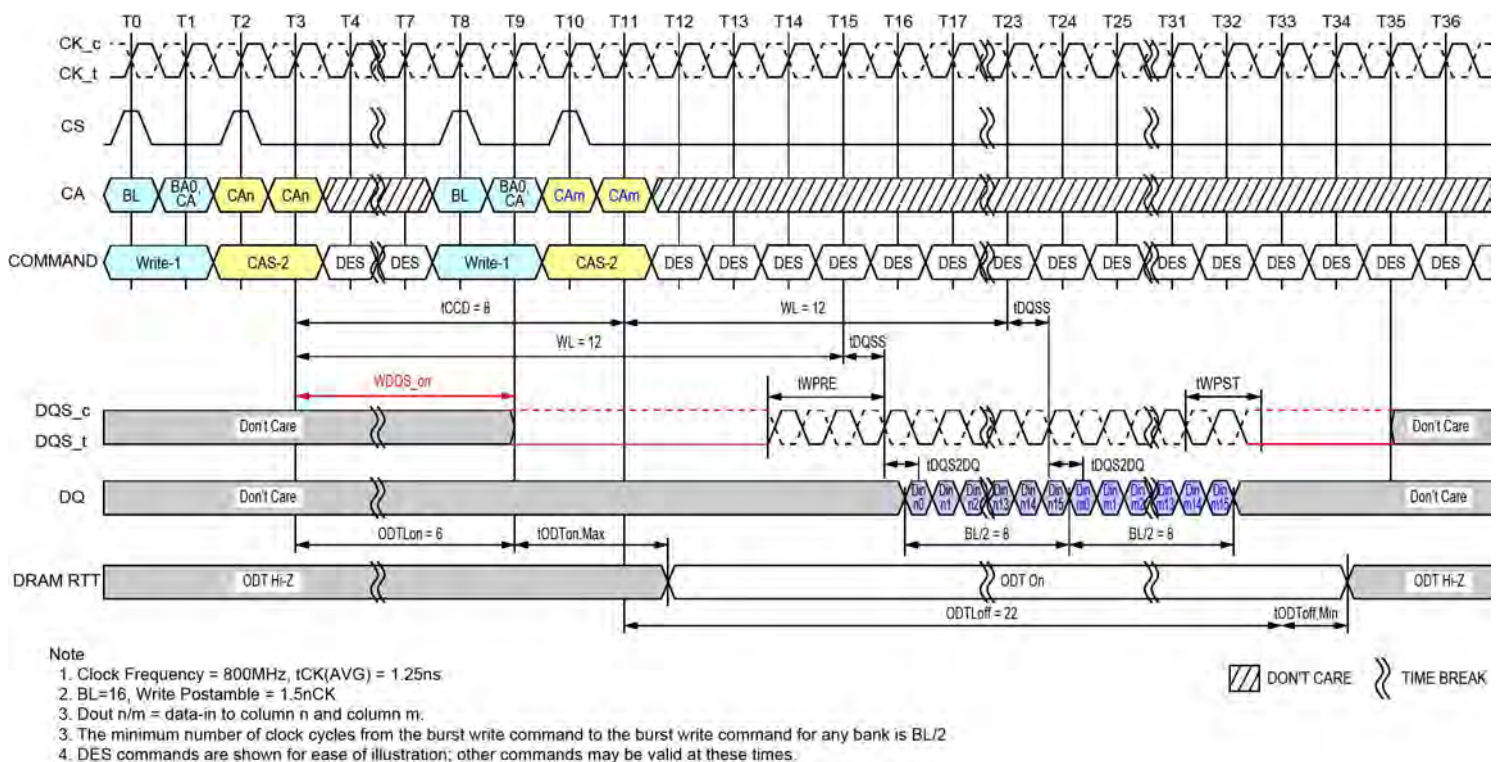 T0 T1 T2 T3 T4 T7 T8 T9 T10 T11 T12 T13 T14 T15 T16 T17 T23 T24 T25 T31 T32 T33 T34 T35 T36
CK_c
CK_t
CS
CA BL BA0, CA CAn CAn BL BA0, CA CAm CAm
COMMAND Write-1 CAS-2 DES DES Write-1 CAS-2 DES DES DES DES DES DES DES DES DES DES DES DES DES DES DES
tCCD = 8 WL = 12 tDQSS
WL = 12 tDQSS
WDQS_on tWPRE tWPST
DQS_c
DQS_t Don't Care Don't Care
tDQS2DQ tDQS2DQ
DQ Don't Care Din n0 Din n1 Din n2 Din n13 Din n14 Din n15 Din m0 Din m1 Din m2 Din m13 Din m14 Din m15 Don't Care
ODTLon = 6 tODTon.Max BL/2 = 8 BL/2 = 8
DRAM RTT ODT Hi-Z ODT On ODT Hi-Z
ODTLoff = 22 tODToff.Min
Note
1. Clock Frequency = 800MHz, tCK(AVG) = 1.25ns
2. BL=16, Write Postamble = 1.5nCK
3. Dout n/m = data-in to column n and column m.
3. The minimum number of clock cycles from the burst write command to the burst write command for any bank is BL/2
4. DES commands are shown for ease of illustration; other commands may be valid at these times.
DON'T CARE TIME BREAK